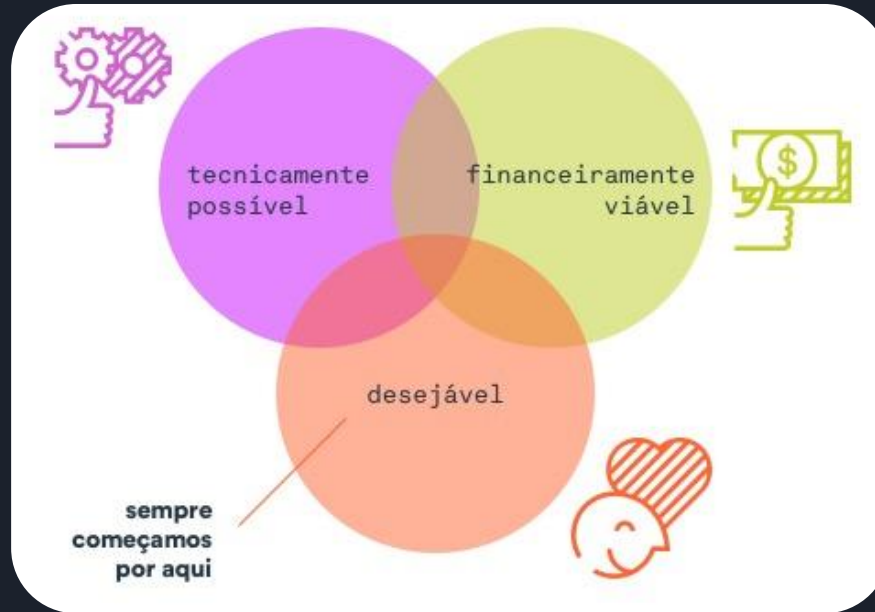 tecnicamente
possível
financeiramente
viável
$
desejável
sempre
começamos
por aqui